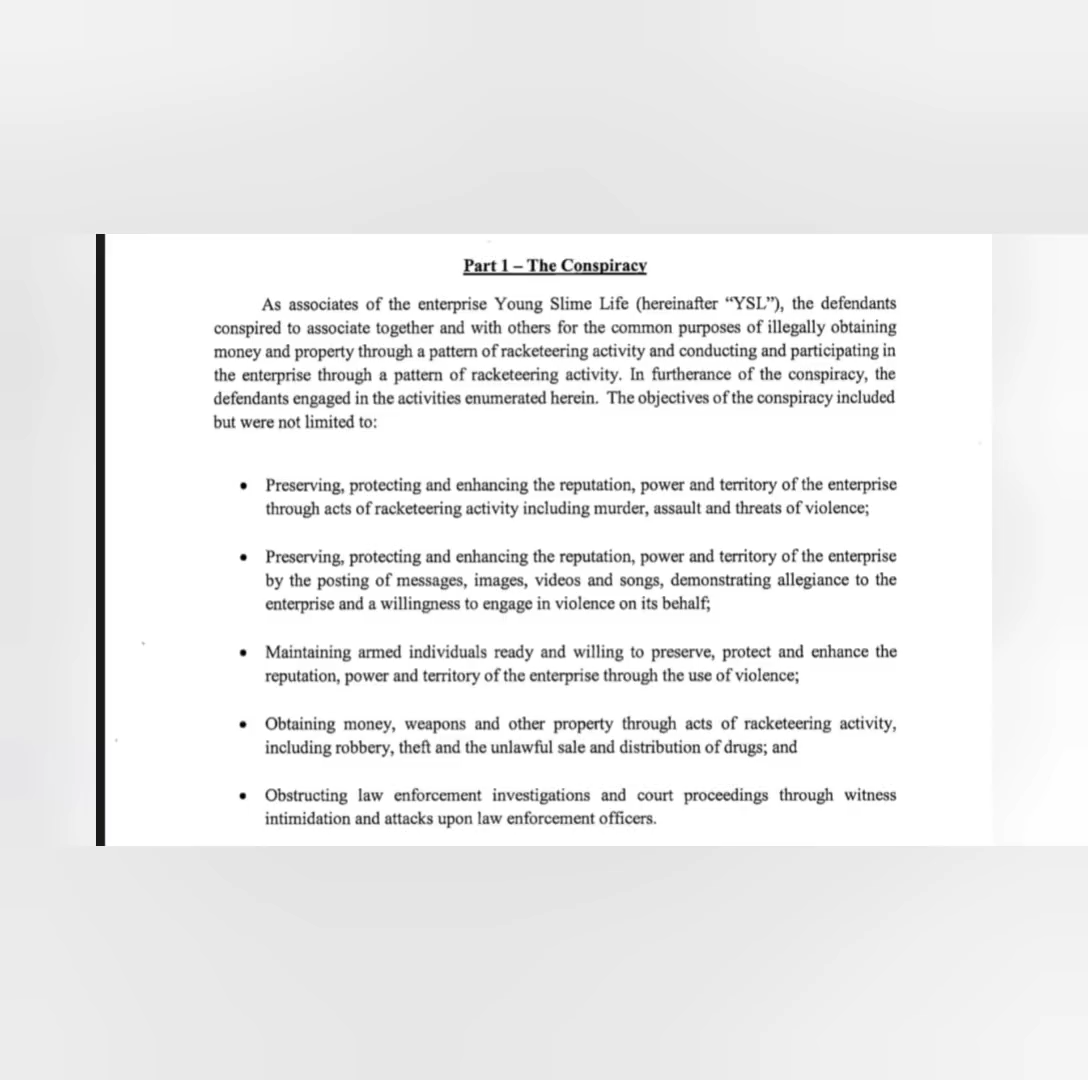 Part 1 – The Conspiracy
As associates of the enterprise Young Slime Life (hereinafter “YSL”), the defendants
conspired to associate together and with others for the common purposes of illegally obtaining
money and property through a pattern of racketeering activity and conducting and participating in
the enterprise through a pattern of racketeering activity. In furtherance of the conspiracy, the
defendants engaged in the activities enumerated herein. The objectives of the conspiracy included
but were not limited to:
• Preserving, protecting and enhancing the reputation, power and territory of the enterprise
through acts of racketeering activity including murder, assault and threats of violence;
• Preserving, protecting and enhancing the reputation, power and territory of the enterprise
by the posting of messages, images, videos and songs, demonstrating allegiance to the
enterprise and a willingness to engage in violence on its behalf;
• Maintaining armed individuals ready and willing to preserve, protect and enhance the
reputation, power and territory of the enterprise through the use of violence;
• Obtaining money, weapons and other property through acts of racketeering activity,
including robbery, theft and the unlawful sale and distribution of drugs; and
• Obstructing law enforcement investigations and court proceedings through witness
intimidation and attacks upon law enforcement officers.